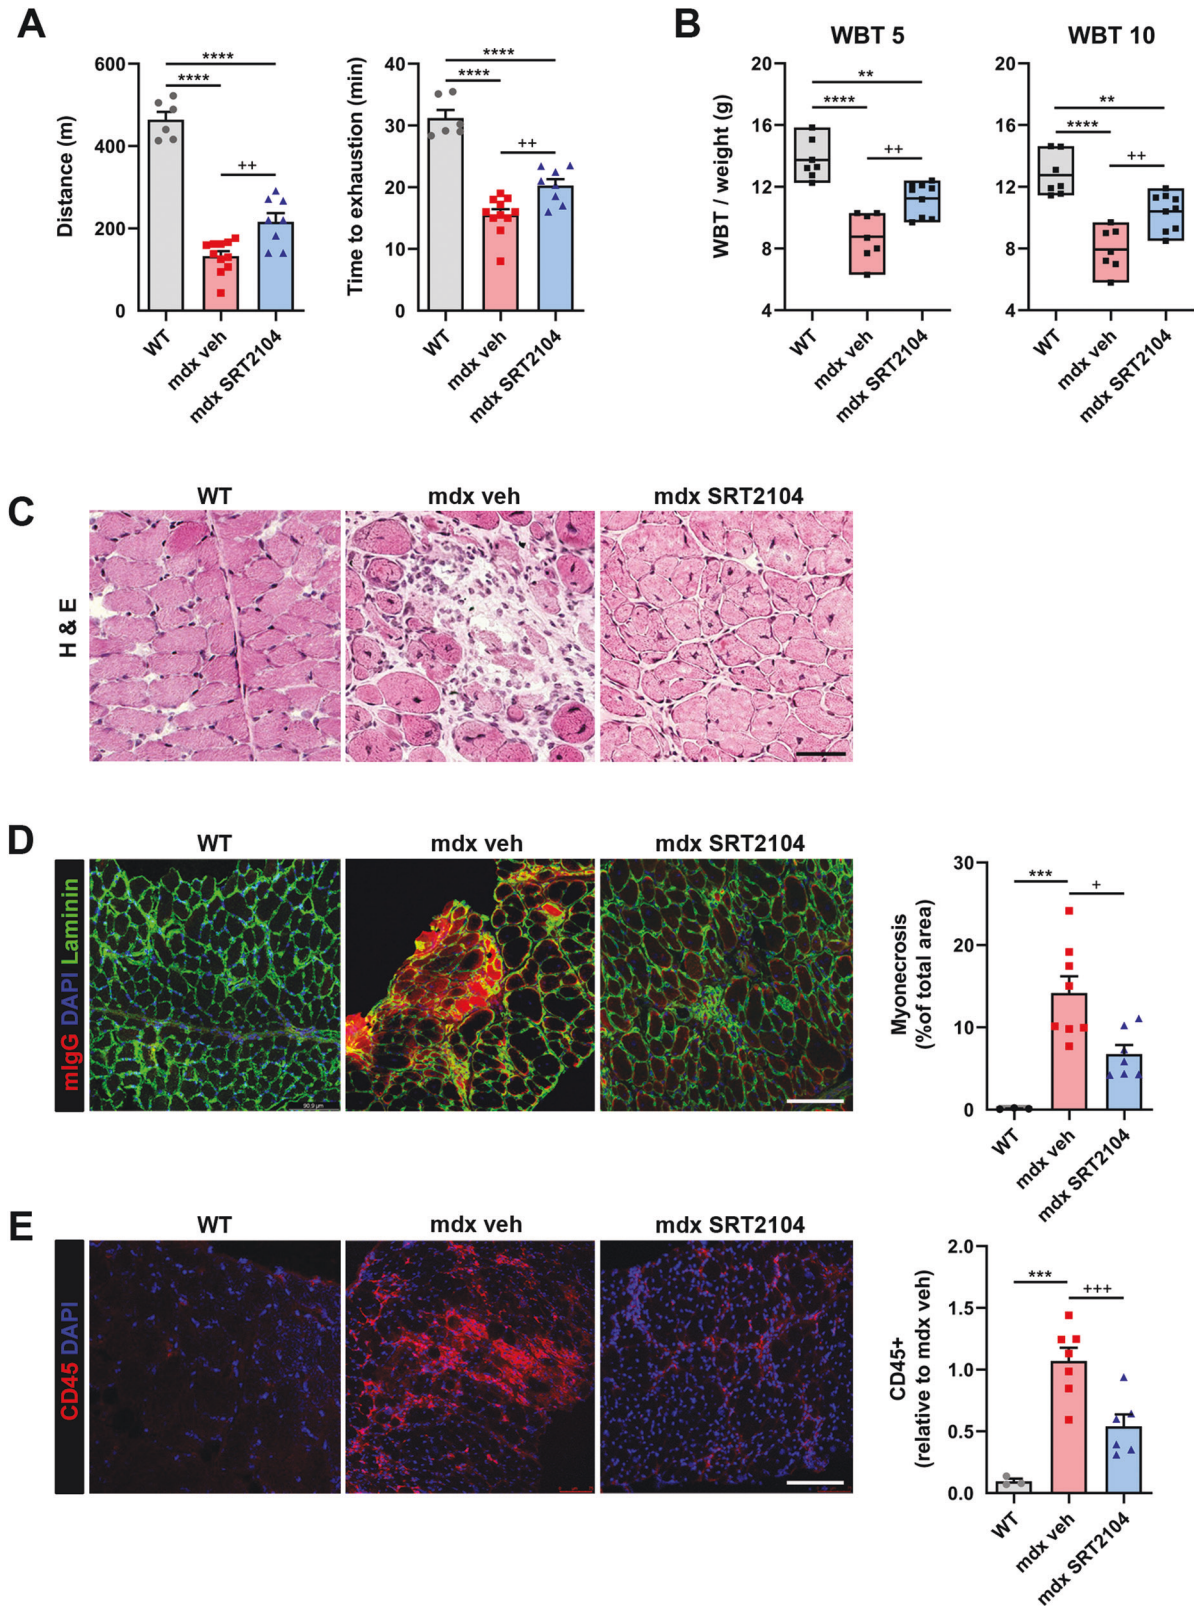 A
Distance (m)
600
400
200
0
****
****
++
WT
mdx veh
mdx SRT2104
Time to exhaustion (min)
40
30
20
10
0
****
****
++
WT
mdx veh
mdx SRT2104
B
WBT 5
WBT / weight (g)
20
16
12
8
4
**
****
++
WT
mdx veh
mdx SRT2104
WBT 10
20
16
12
8
4
**
****
++
WT
mdx veh
mdx SRT2104
C
WT
mdx veh
mdx SRT2104
H & E
D
WT
mdx veh
mdx SRT2104
mIgG DAPI Laminin
90.9 µm
Myonecrosis
(%of total area)
30
20
10
0
***
+
WT
mdx veh
mdx SRT2104
E
WT
mdx veh
mdx SRT2104
CD45 DAPI
CD45+
(relative to mdx veh)
2.0
1.5
1.0
0.5
0.0
***
+++
WT
mdx veh
mdx SRT2104